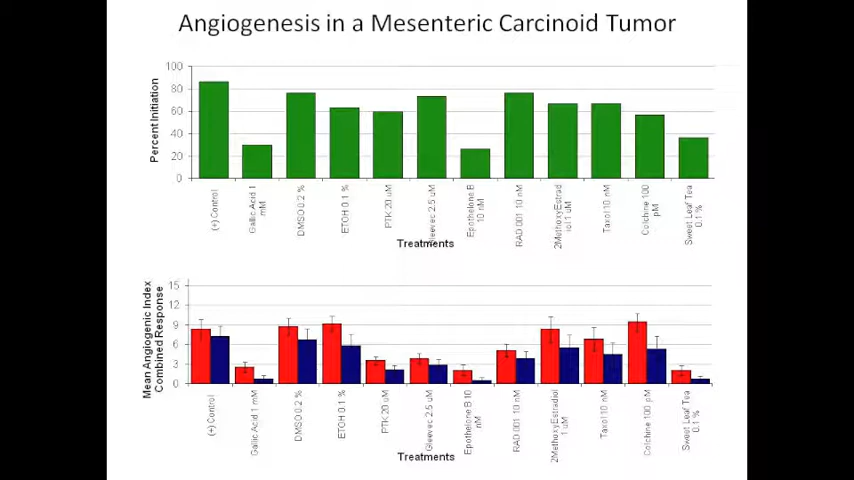 Angiogenesis in a Mesenteric Carcinoid Tumor
Percent Initiation
100
80
60
40
20
0
(+) Control
Gallic Acid 1
mM
DMSO 0.2 %
ETOH 0.1 %
PTK 20 uM
Gleevec 2.5 uM
Epothelone B
10 nM
RAD 001 10 nM
2MethoxyEstrad
iol 1 uM
Taxol 10 nM
Colchine 100
pM
Sweet Leaf Tea
0.1 %
Treatments
Mean Angiogenic Index
Combined Response
15
12
9
6
3
0
(+) Control
Gallic Acid 1 mM
DMSO 0.2 %
ETOH 0.1 %
PTK 20 uM
Gleevec 2.5 uM
Epothelone B 10
nM
RAD 001 10 nM
2MethoxyEstradiol
1 uM
Taxol 10 nM
Colchine 100 pM
Sweet Leaf Tea
0.1 %
Treatments